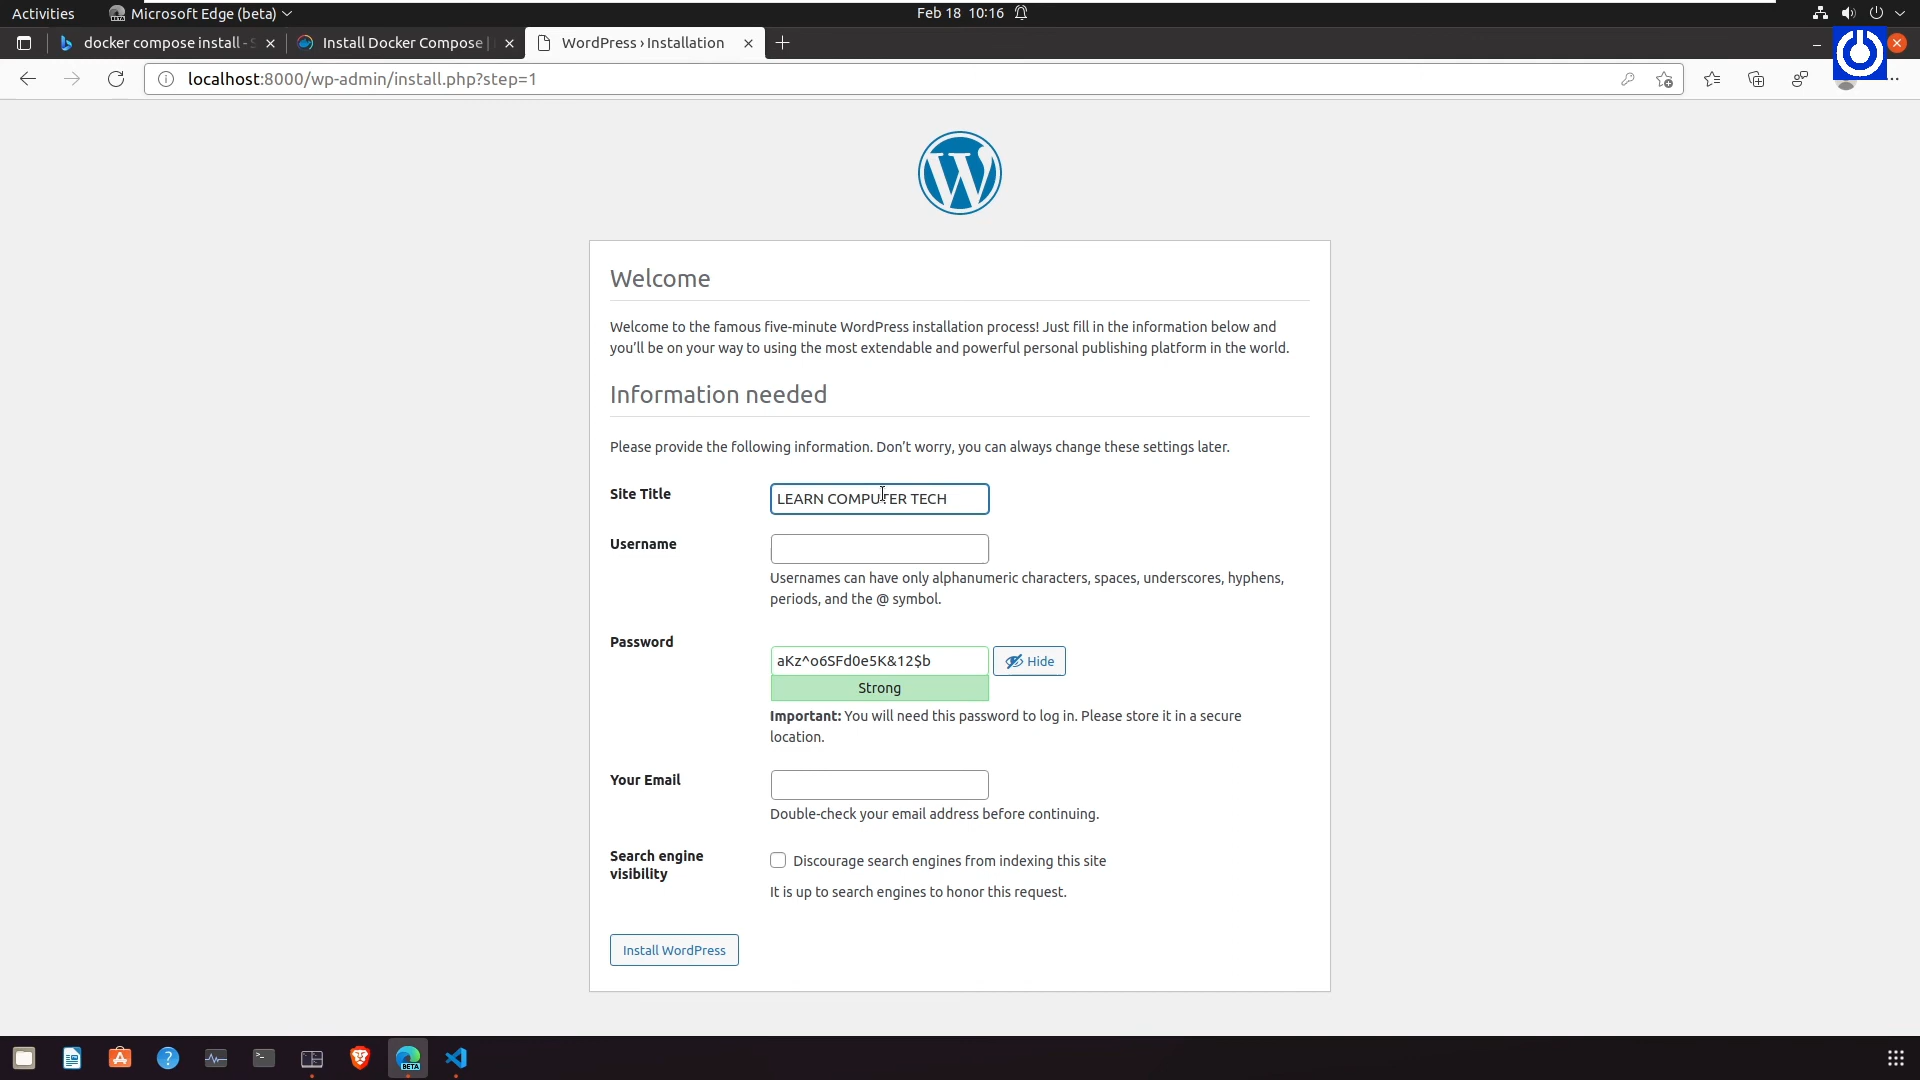 Activities
Microsoft Edge (beta)
Feb 18 10:16
docker compose install - S
Install Docker Compose |
WordPress › Installation
localhost:8000/wp-admin/install.php?step=1
Welcome
Welcome to the famous five-minute WordPress installation process! Just fill in the information below and
you’ll be on your way to using the most extendable and powerful personal publishing platform in the world.
Information needed
Please provide the following information. Don’t worry, you can always change these settings later.
Site Title
LEARN COMPUTER TECH
Username
Usernames can have only alphanumeric characters, spaces, underscores, hyphens,
periods, and the @ symbol.
Password
aKz^o6SFd0e5K&12$b
Hide
Strong
Important: You will need this password to log in. Please store it in a secure
location.
Your Email
Double-check your email address before continuing.
Search engine
visibility
Discourage search engines from indexing this site
It is up to search engines to honor this request.
Install WordPress
BETA